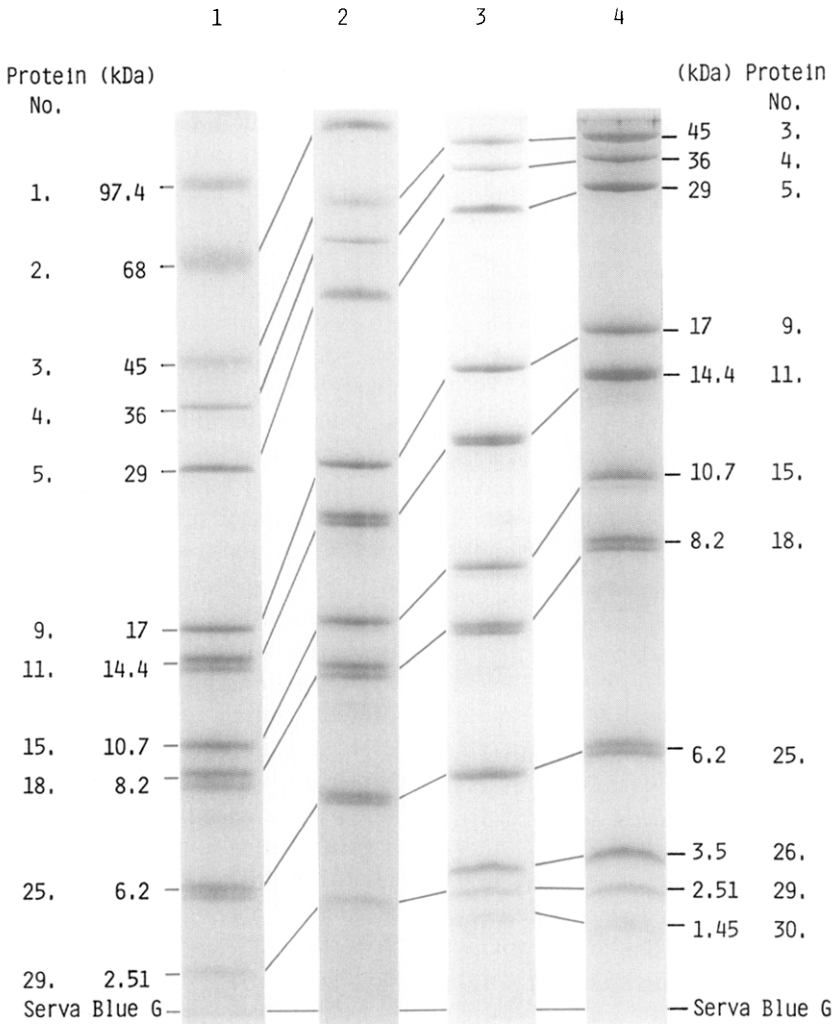 1 2 3 4
Protein (kDa) (kDa) Protein
No. No.
45 3.
36 4.
1. 97.4 29 5.
2. 68
17 9.
3. 45 14.4 11.
4. 36
5. 29 10.7 15.
8.2 18.
9. 17
11. 14.4
15. 10.7 6.2 25.
18. 8.2
3.5 26.
25. 6.2 2.51 29.
1.45 30.
29. 2.51
Serva Blue G Serva Blue G